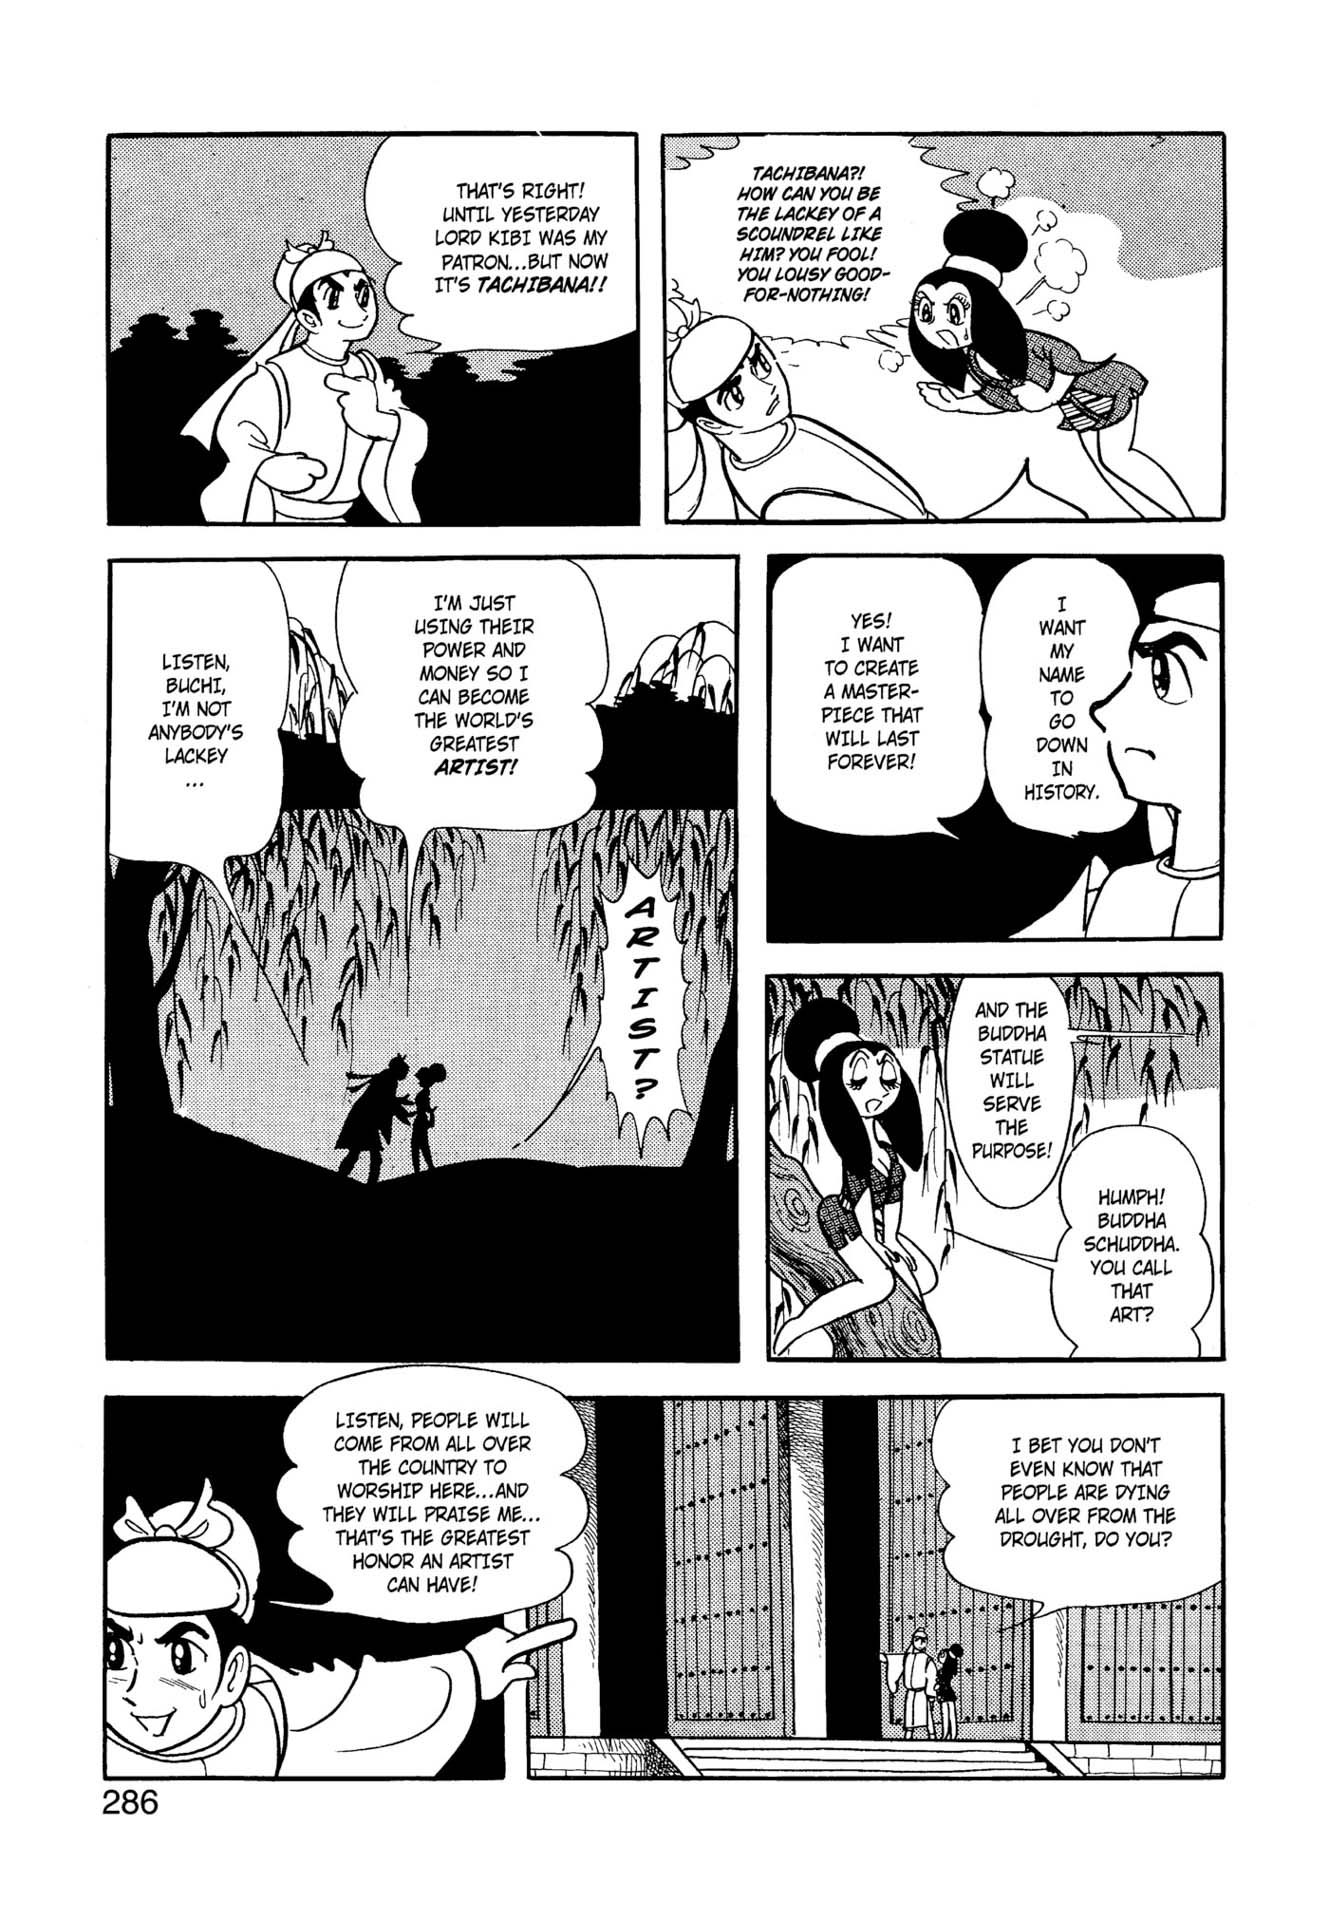 THAT'S RIGHT!
UNTIL YESTERDAY
LORD KIBI WAS MY
PATRON...BUT NOW
IT'S TACHIBANA!!
TACHIBANA?!
HOW CAN YOU BE
THE LACKEY OF A
SCOUNDREL LIKE
HIM? YOU FOOL!
YOU LOUSY GOOD-
FOR-NOTHING!
LISTEN,
BUCHI,
I'M NOT
ANYBODY'S
LACKEY
...
I'M JUST
USING THEIR
POWER AND
MONEY SO I
CAN BECOME
THE WORLD'S
GREATEST
ARTIST!
ARTIST?
YES!
I WANT
TO CREATE
A MASTER-
PIECE THAT
WILL LAST
FOREVER!
I
WANT
MY
NAME
TO
GO
DOWN
IN
HISTORY.
AND THE
BUDDHA
STATUE
WILL
SERVE
THE
PURPOSE!
HUMPH!
BUDDHA
SCHUDDHA.
YOU CALL
THAT
ART?
LISTEN, PEOPLE WILL
COME FROM ALL OVER
THE COUNTRY TO
WORSHIP HERE...AND
THEY WILL PRAISE ME...
THAT'S THE GREATEST
HONOR AN ARTIST
CAN HAVE!
I BET YOU DON'T
EVEN KNOW THAT
PEOPLE ARE DYING
ALL OVER FROM THE
DROUGHT, DO YOU?
286